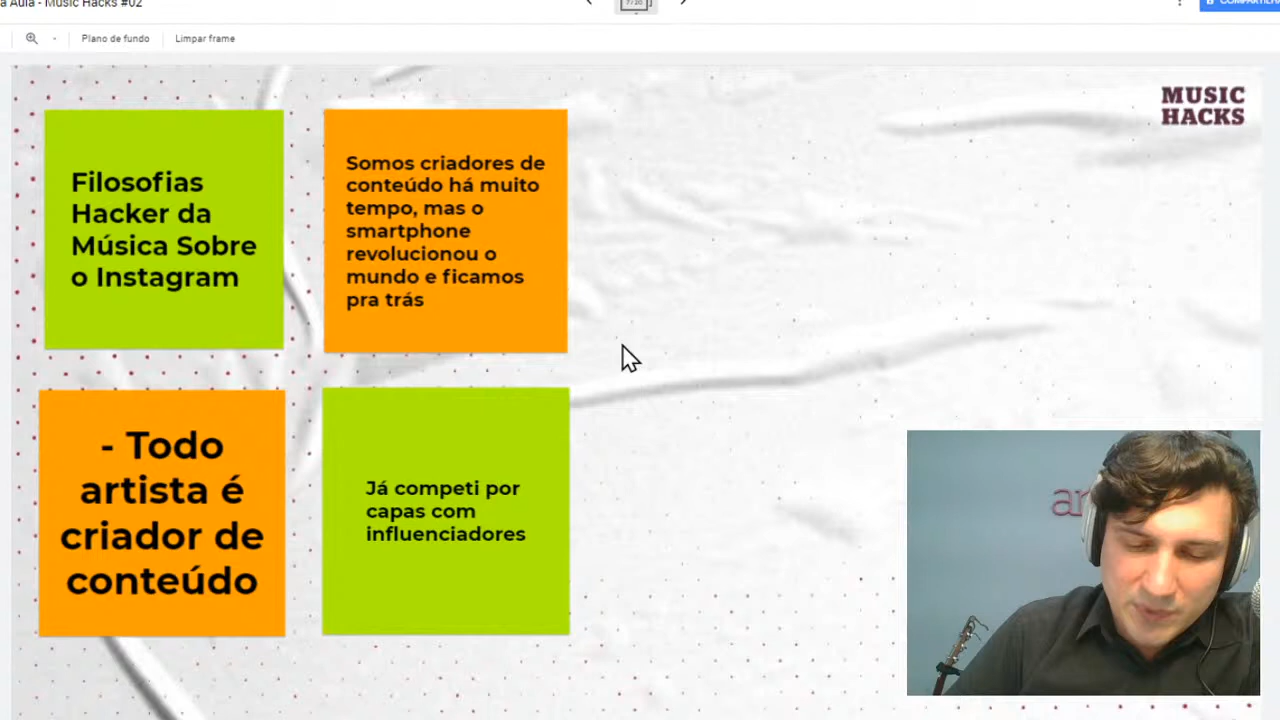 a Aula - Music Hacks #02
7/20
Plano de fundo
Limpar frame
MUSIC
HACKS
Filosofias
Hacker da
Música Sobre
o Instagram
Somos criadores de
conteúdo há muito
tempo, mas o
smartphone
revolucionou o
mundo e ficamos
pra trás
- Todo
artista é
criador de
conteúdo
Já competi por
capas com
influenciadores